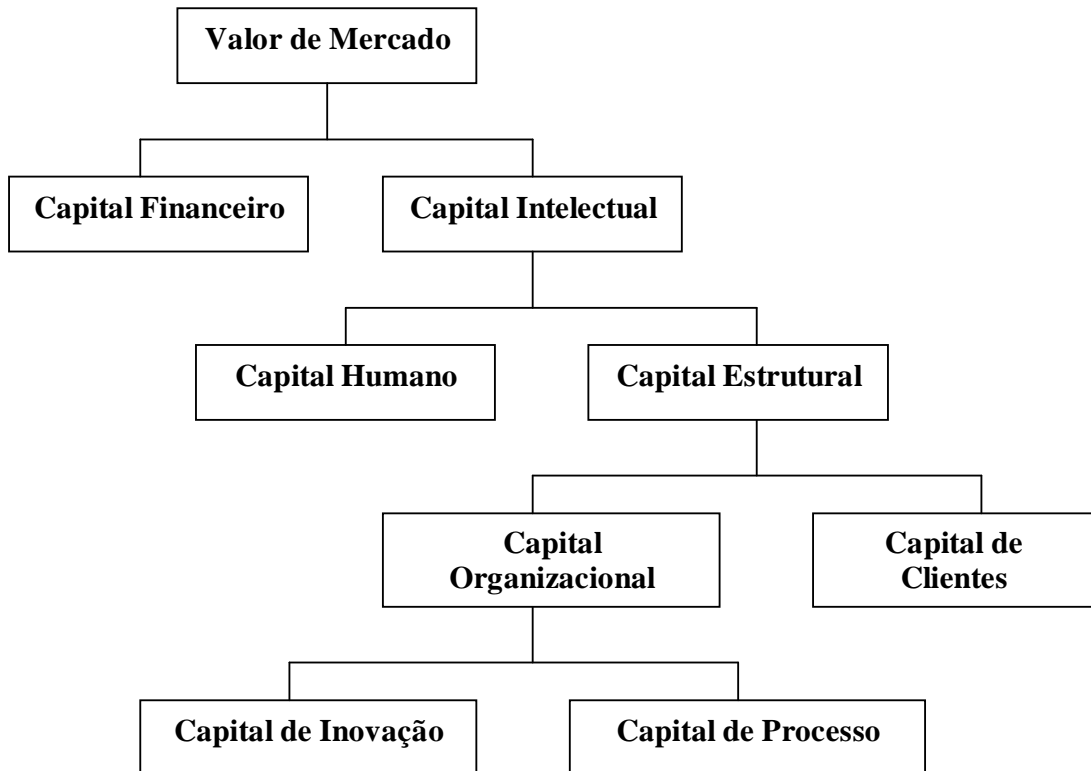 Valor de Mercado
Capital Financeiro
Capital Intelectual
Capital Humano
Capital Estrutural
Capital
Organizacional
Capital de
Clientes
Capital de Inovação
Capital de Processo